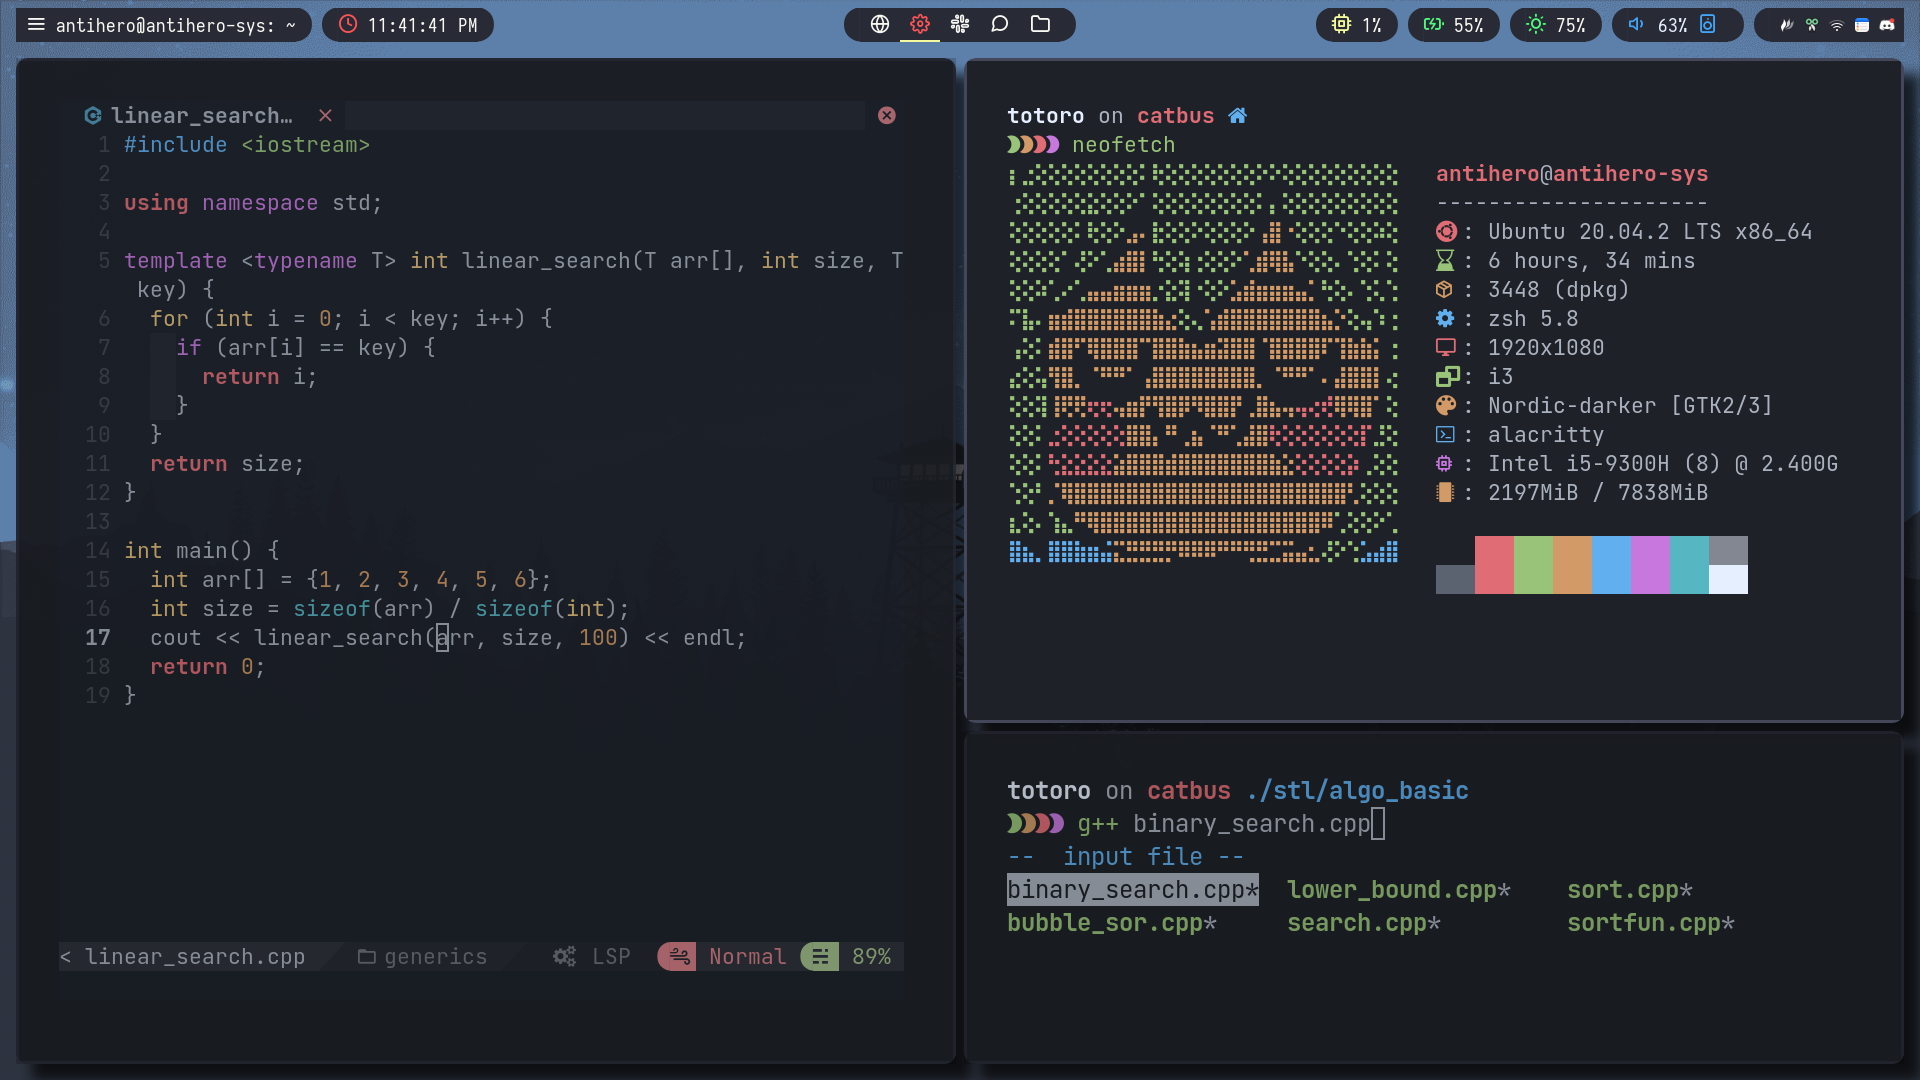 antihero@antihero-sys: ~
11:41:41 PM
1%
55%
75%
63%
linear_search…
1 #include <iostream>
2
3 using namespace std;
4
5 template <typename T> int linear_search(T arr[], int size, T
key) {
6 for (int i = 0; i < key; i++) {
7 if (arr[i] == key) {
8 return i;
9 }
10 }
11 return size;
12 }
13
14 int main() {
15 int arr[] = {1, 2, 3, 4, 5, 6};
16 int size = sizeof(arr) / sizeof(int);
17 cout << linear_search(arr, size, 100) << endl;
18 return 0;
19 }
< linear_search.cpp generics LSP Normal 89%
totoro on catbus
neofetch
antihero@antihero-sys
---------------------
: Ubuntu 20.04.2 LTS x86_64
: 6 hours, 34 mins
: 3448 (dpkg)
: zsh 5.8
: 1920x1080
: i3
: Nordic-darker [GTK2/3]
: alacritty
: Intel i5-9300H (8) @ 2.400G
: 2197MiB / 7838MiB
totoro on catbus ./stl/algo_basic
g++ binary_search.cpp
-- input file --
binary_search.cpp* lower_bound.cpp* sort.cpp*
bubble_sor.cpp* search.cpp* sortfun.cpp*